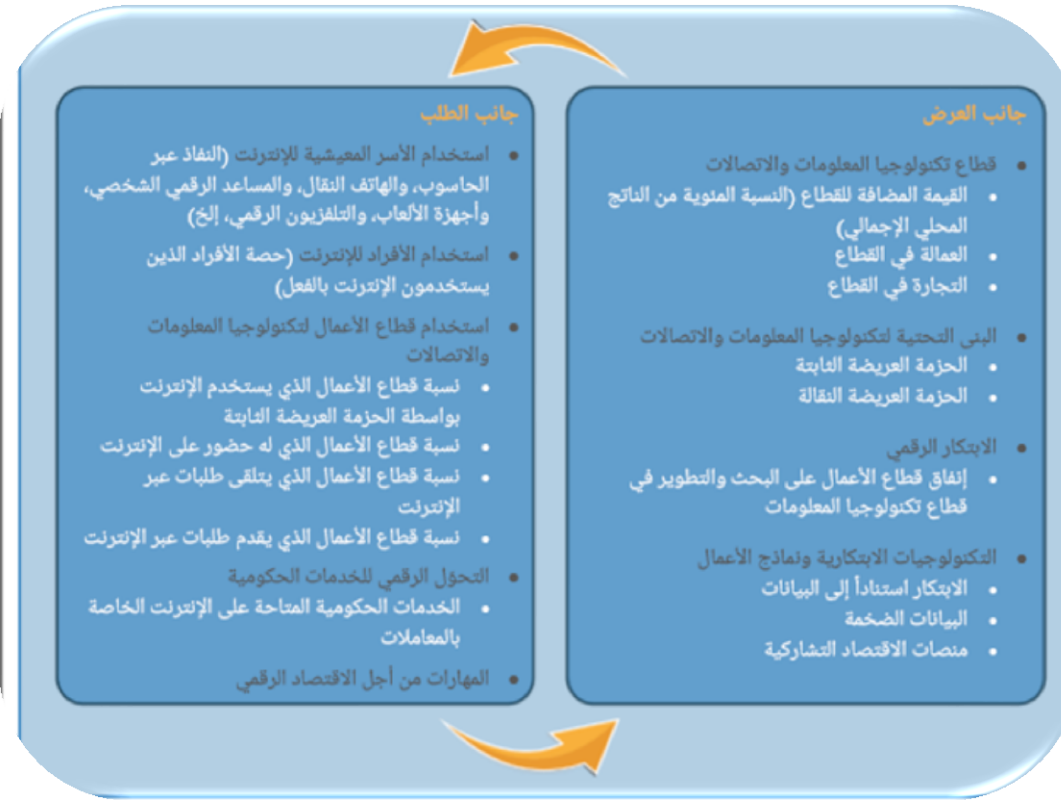 جانب العرض
• قطاع تكنولوجيا المعلومات والاتصالات
• القيمة المضافة للقطاع (النسبة المئوية من الناتج
المحلي الإجمالي)
• العمالة في القطاع
• التجارة في القطاع
• البنى التحتية لتكنولوجيا المعلومات والاتصالات
• الحزمة العريضة الثابتة
• الحزمة العريضة النقالة
• الابتكار الرقمي
• إنفاق قطاع الأعمال على البحث والتطوير في
قطاع تكنولوجيا المعلومات
• التكنولوجيات الابتكارية ونماذج الأعمال
• الابتكار استناداً إلى البيانات
• البيانات الضخمة
• منصات الاقتصاد التشاركية
جانب الطلب
• استخدام الأسر المعيشية للإنترنت (النفاذ عبر
الحاسوب، والهاتف النقال، والمساعد الرقمي الشخصي،
وأجهزة الألعاب، والتلفزيون الرقمي، إلخ)
• استخدام الأفراد للإنترنت (حصة الأفراد الذين
يستخدمون الإنترنت بالفعل)
• استخدام قطاع الأعمال لتكنولوجيا المعلومات
والاتصالات
• نسبة قطاع الأعمال الذي يستخدم الإنترنت
بواسطة الحزمة العريضة الثابتة
• نسبة قطاع الأعمال الذي له حضور على الإنترنت
• نسبة قطاع الأعمال الذي يتلقى طلبات عبر
الإنترنت
• نسبة قطاع الأعمال الذي يقدم طلبات عبر الإنترنت
• التحوّل الرقمي للخدمات الحكومية
• الخدمات الحكومية المتاحة على الإنترنت الخاصة
بالمعاملات
• المهارات من أجل الاقتصاد الرقمي